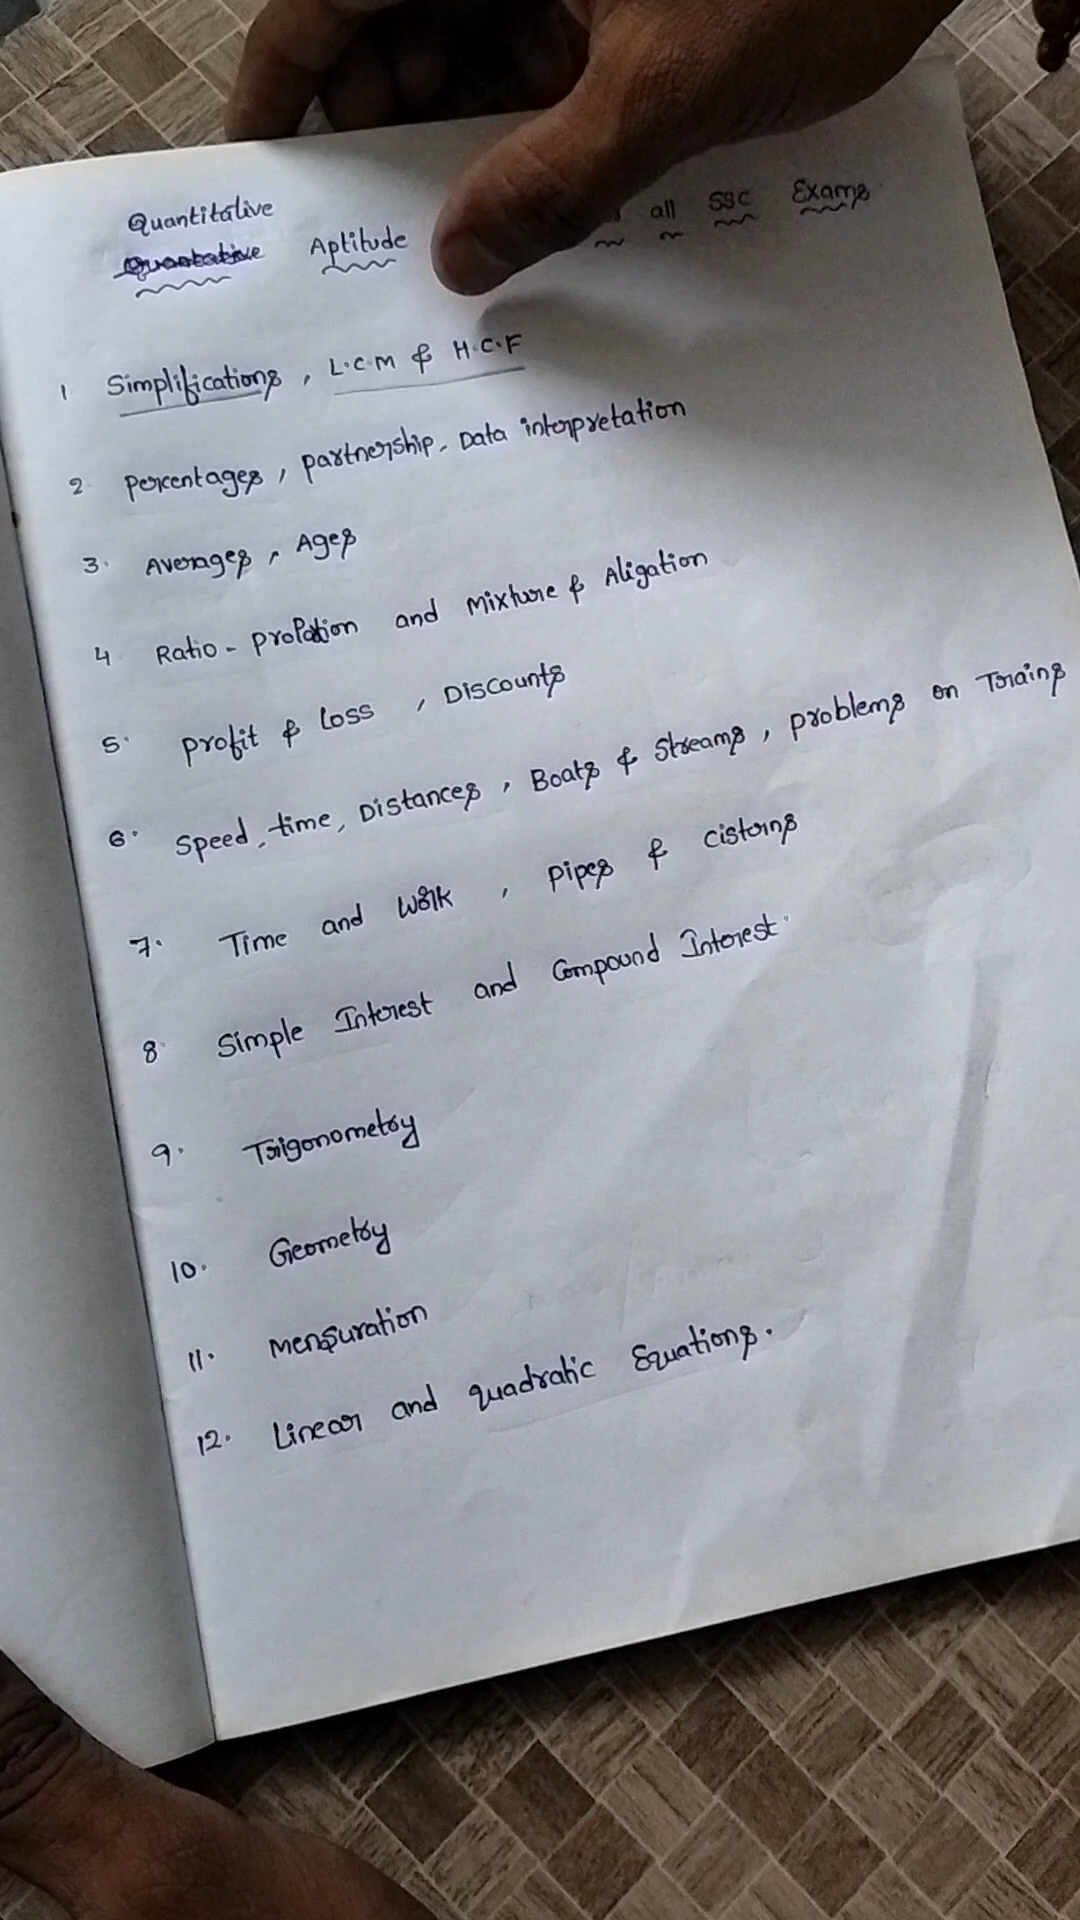 Quantitative
Quantative Aptitude all SSC Exams
1 Simplifications, L.C.M & H.C.F
2. Percentages, partnership, Data interpretation
3. Averages, Ages
4 Ratio - Propotion and Mixture & Aligation
5. Profit & Loss, Discounts
6. Speed, time, Distances, Boats & Streams, problems on Trains
7. Time and Work, Pipes & cisterns
8. Simple Interest and Compound Interest.
9. Trigonometry
10. Geometry
11. Mensuration
12. Linear and quadratic Equations.